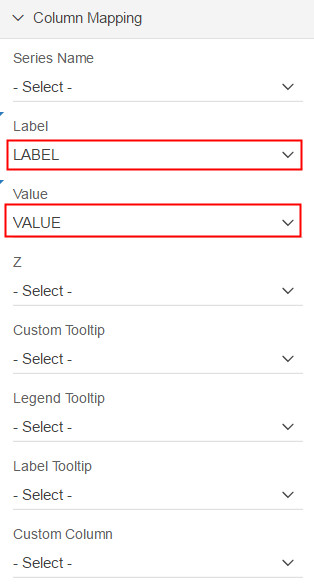 Column Mapping
Series Name
- Select -
Label
LABEL
Value
VALUE
Z
- Select -
Custom Tooltip
- Select -
Legend Tooltip
- Select -
Label Tooltip
- Select -
Custom Column
- Select -